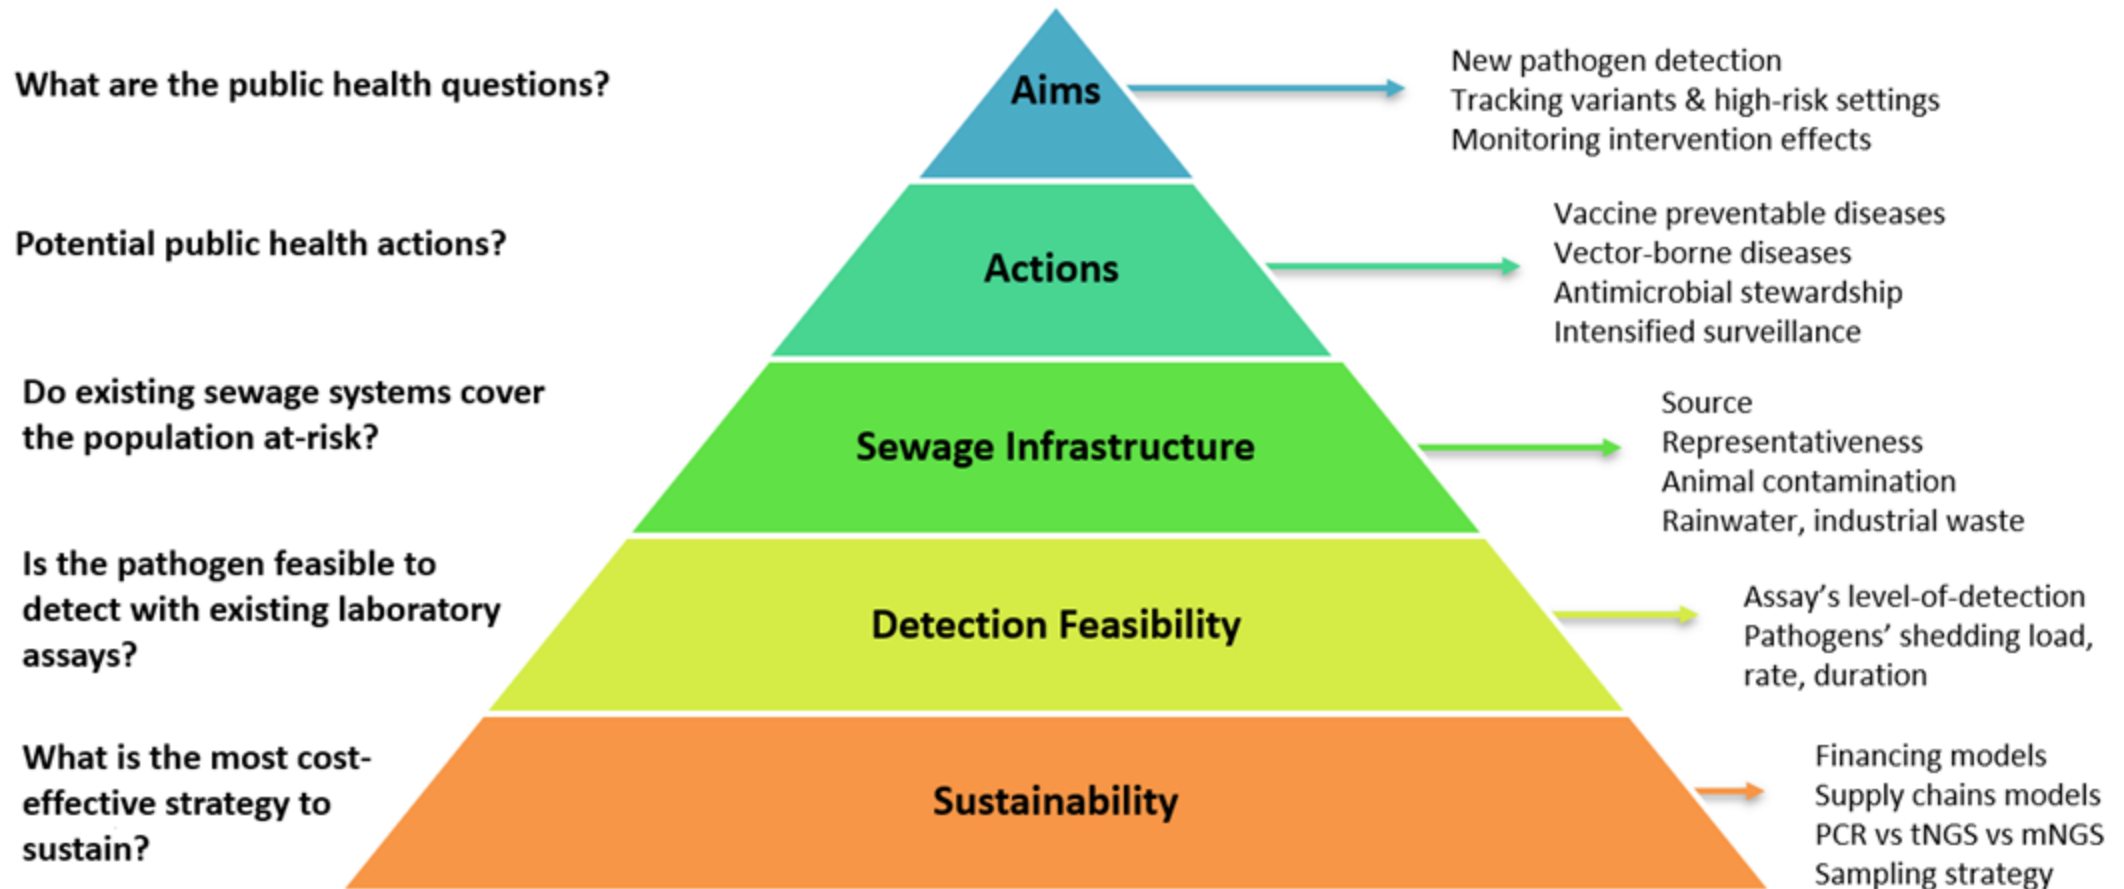 What are the public health questions?
Aims
New pathogen detection
Tracking variants & high-risk settings
Monitoring intervention effects
Potential public health actions?
Actions
Vaccine preventable diseases
Vector-borne diseases
Antimicrobial stewardship
Intensified surveillance
Do existing sewage systems cover
the population at-risk?
Sewage Infrastructure
Source
Representativeness
Animal contamination
Rainwater, industrial waste
Is the pathogen feasible to
detect with existing laboratory
assays?
Detection Feasibility
Assay’s level-of-detection
Pathogens’ shedding load,
rate, duration
What is the most cost-
effective strategy to
sustain?
Sustainability
Financing models
Supply chains models
PCR vs tNGS vs mNGS
Sampling strategy